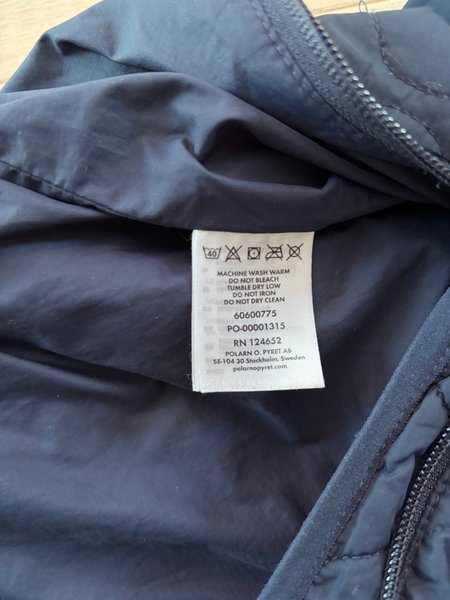 40
MACHINE WASH WARM
DO NOT BLEACH
TUMBLE DRY LOW
DO NOT IRON
DO NOT DRY CLEAN
60600775
PO-00001315
RN 124652
POLARN O. PYRET AB
SE-104 30 Stockholm, Sweden
polarnopyret.com